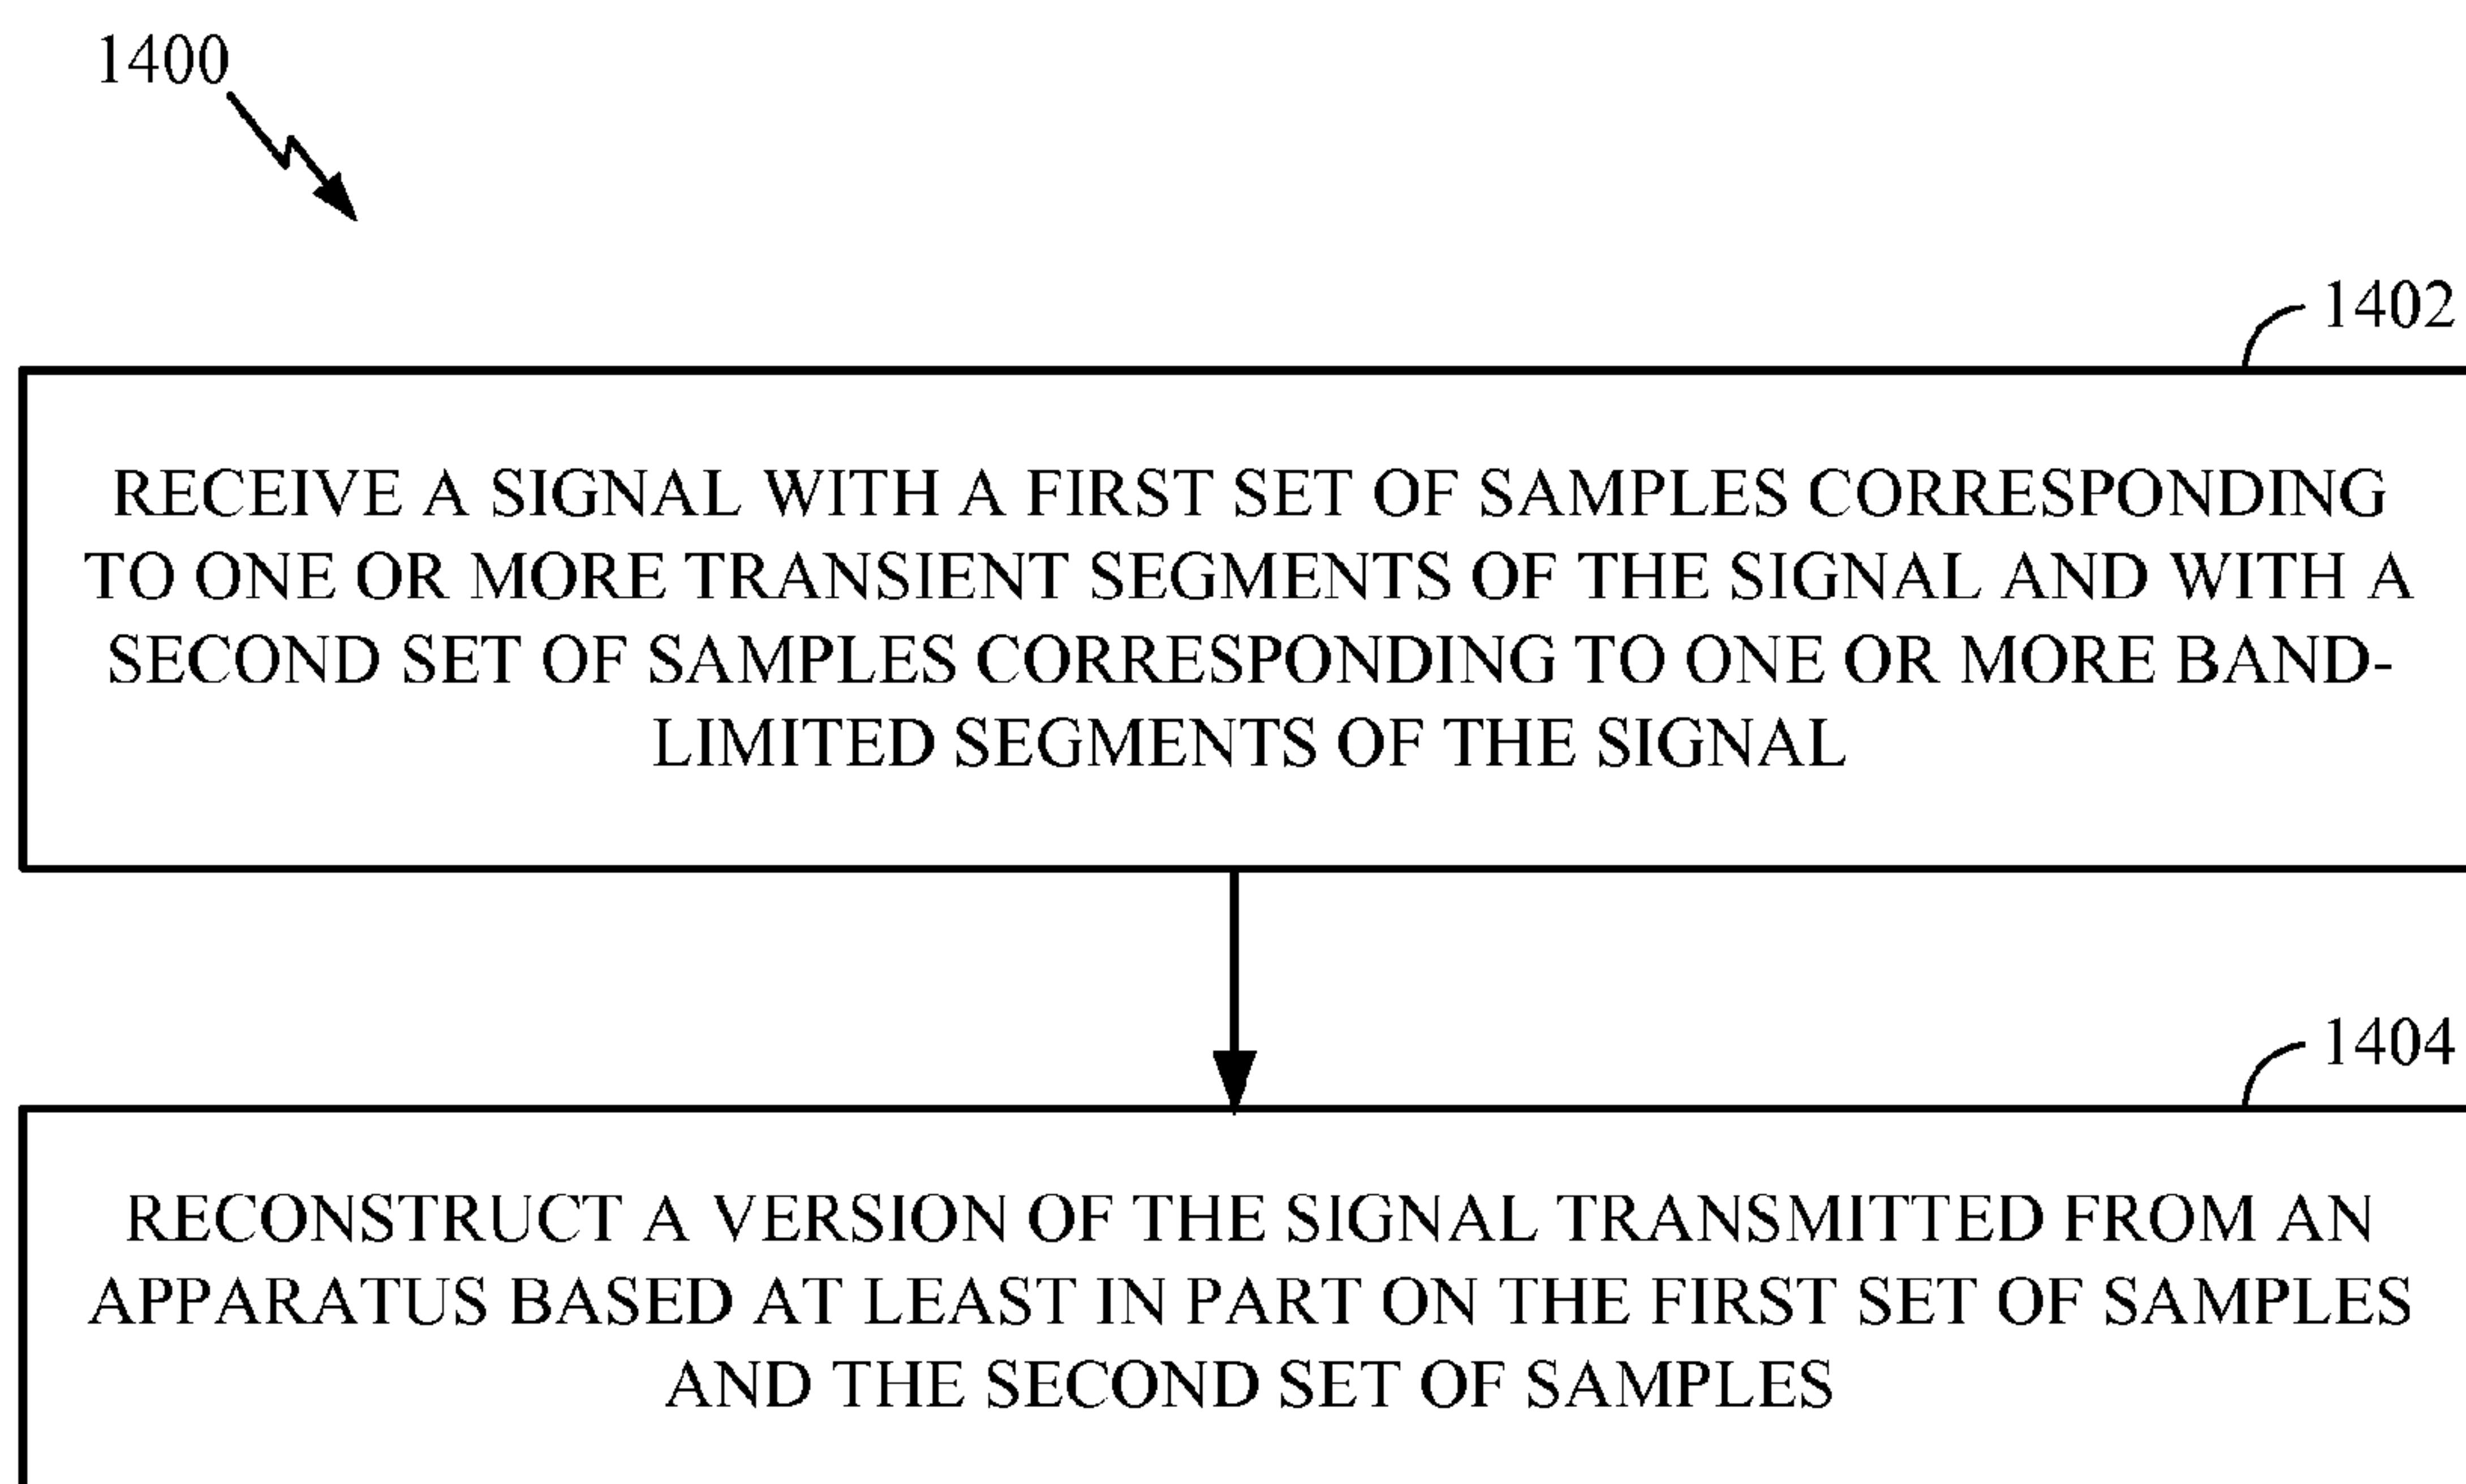 1400
1402
RECEIVE A SIGNAL WITH A FIRST SET OF SAMPLES CORRESPONDING
TO ONE OR MORE TRANSIENT SEGMENTS OF THE SIGNAL AND WITH A
SECOND SET OF SAMPLES CORRESPONDING TO ONE OR MORE BAND-
LIMITED SEGMENTS OF THE SIGNAL
1404
RECONSTRUCT A VERSION OF THE SIGNAL TRANSMITTED FROM AN
APPARATUS BASED AT LEAST IN PART ON THE FIRST SET OF SAMPLES
AND THE SECOND SET OF SAMPLES